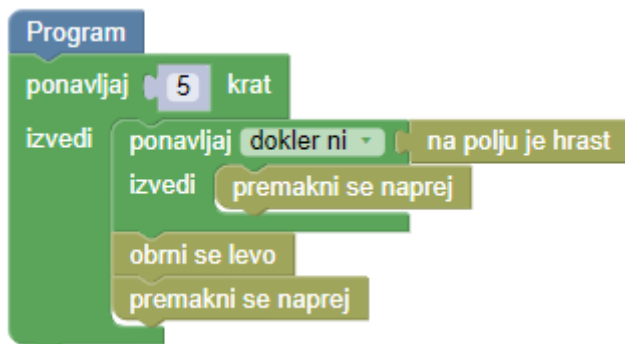 Program
ponavljaj 5 krat
izvedi ponavljaj dokler ni na polju je hrast
izvedi premakni se naprej
obrni se levo
premakni se naprej